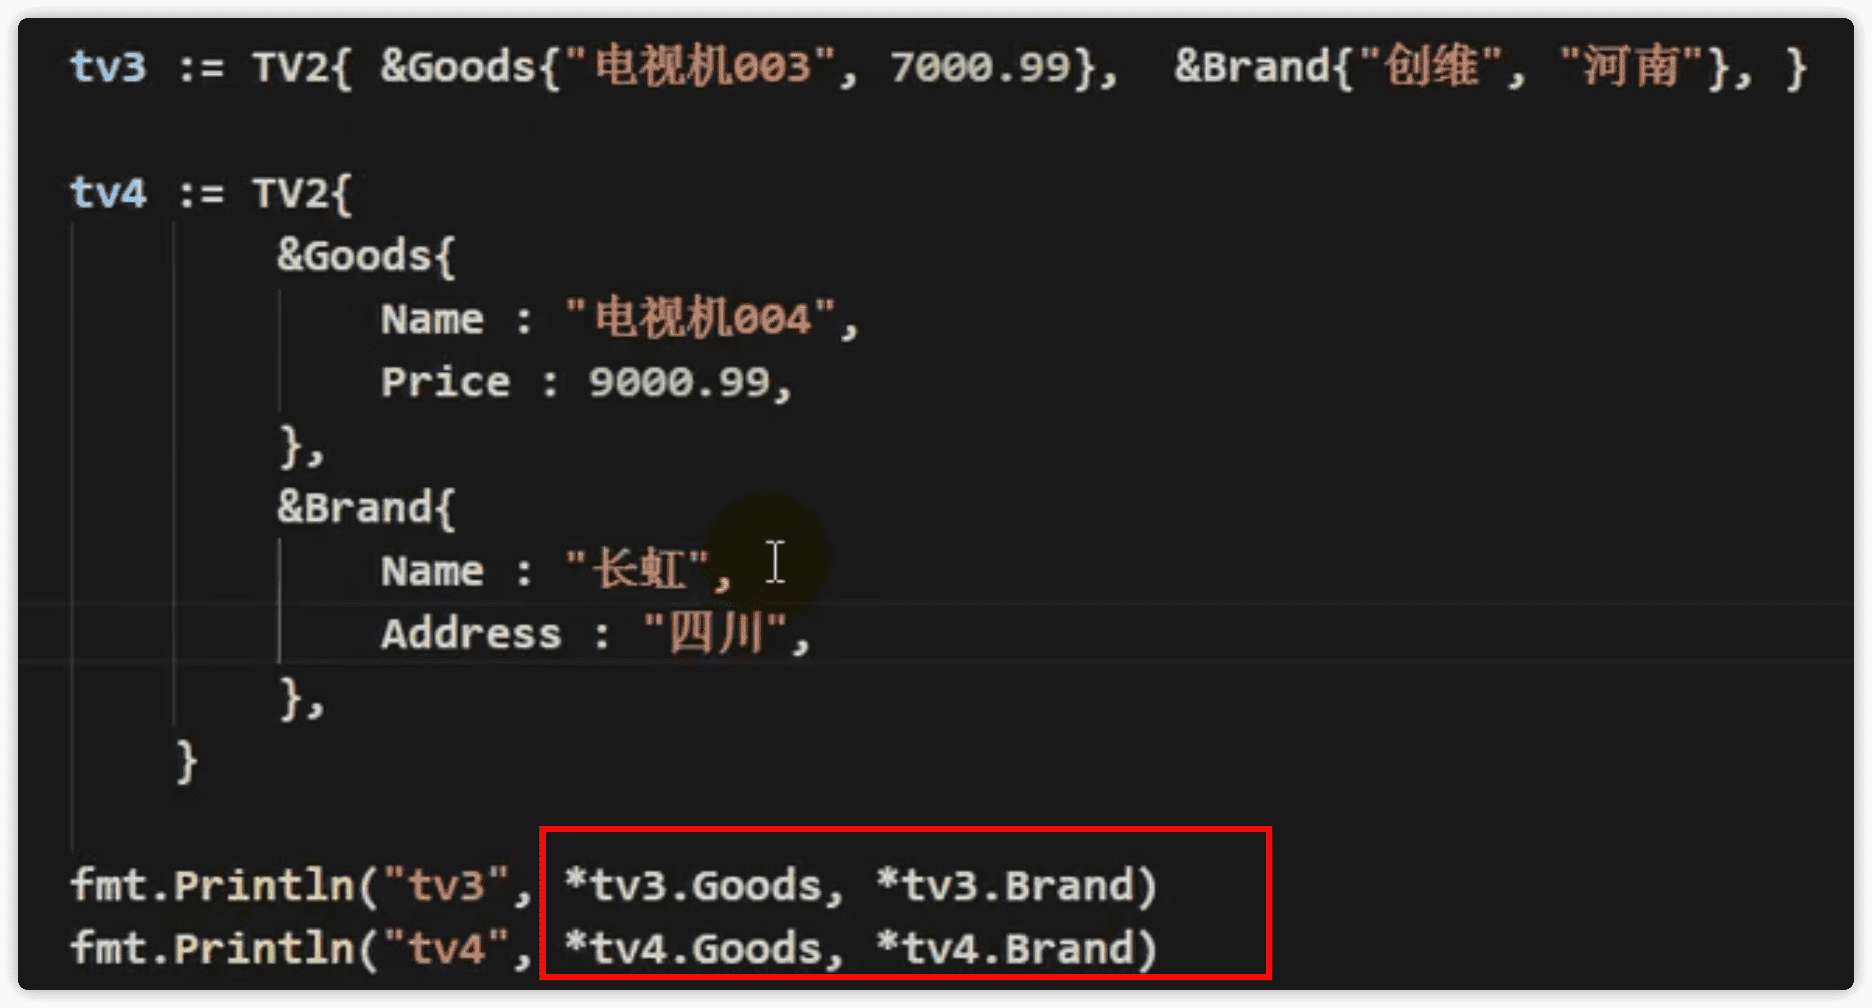 tv3 := TV2{ &Goods{"电视机003", 7000.99},  &Brand{"创维", "河南"}, }
tv4 := TV2{
&Goods{
Name : "电视机004",
Price : 9000.99,
},
&Brand{
Name : "长虹",
Address : "四川",
},
}
fmt.Println("tv3", *tv3.Goods, *tv3.Brand)
fmt.Println("tv4", *tv4.Goods, *tv4.Brand)